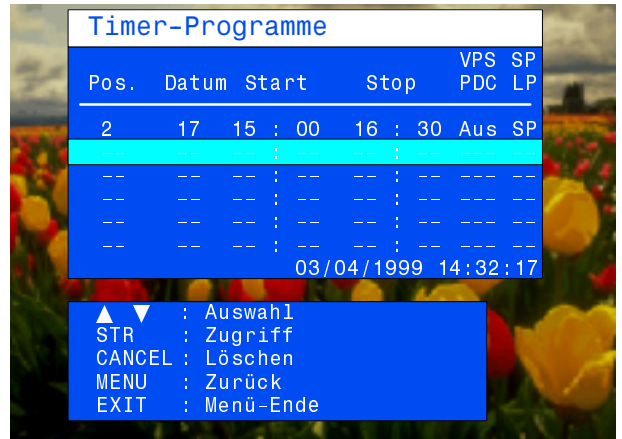 Timer-Programme
VPS SP
Pos. Datum Start Stop PDC LP
2 17 15 : 00 16 : 30 Aus SP
-- -- -- : -- -- : -- --- --
-- -- -- : -- -- : -- --- --
-- -- -- : -- -- : -- --- --
-- -- -- : -- -- : -- --- --
-- -- -- : -- -- : -- --- --
03/04/1999 14:32:17
▲ ▼ : Auswahl
STR : Zugriff
CANCEL : Löschen
MENU : Zurück
EXIT : Menü-Ende